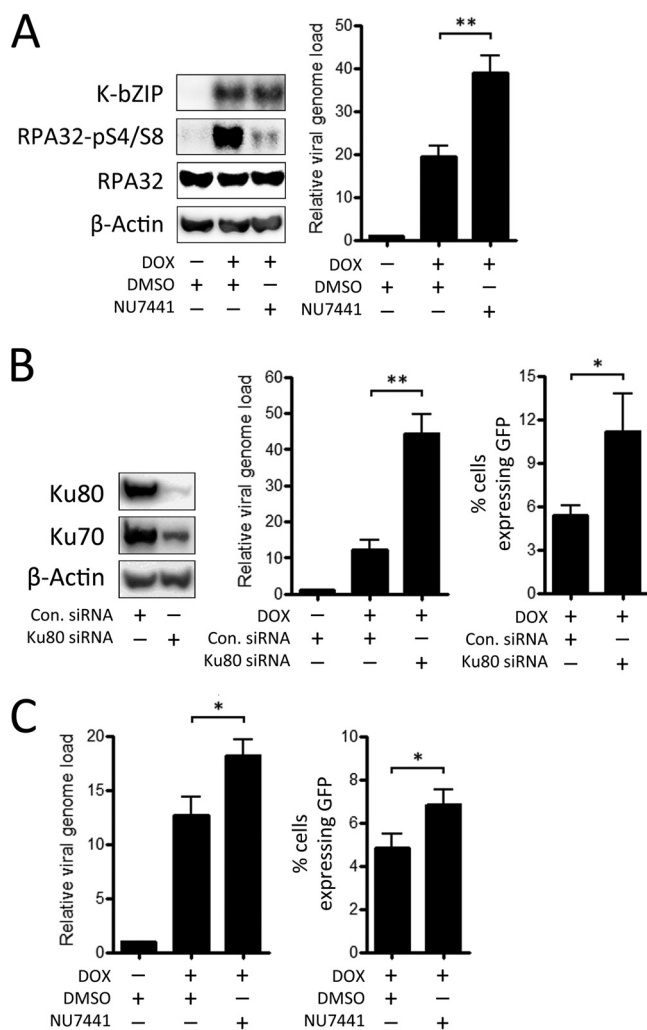 A
K-bZIP
RPA32-pS4/S8
RPA32
β-Actin
DOX – + +
DMSO + + –
NU7441 – – +
Relative viral genome load
50
40
30
20
10
0
**
DOX – + +
DMSO + + –
NU7441 – – +
B
Ku80
Ku70
β-Actin
Con. siRNA + –
Ku80 siRNA – +
Relative viral genome load
60
50
40
30
20
10
0
**
DOX – + +
Con. siRNA + + –
Ku80 siRNA – – +
% cells
expressing GFP
15
12
9
6
3
0
*
DOX + +
Con. siRNA + –
Ku80 siRNA – +
C
Relative viral genome load
20
15
10
5
0
*
DOX – + +
DMSO + + –
NU7441 – – +
% cells
expressing GFP
10
8
6
4
2
0
*
DOX + +
DMSO + –
NU7441 – +